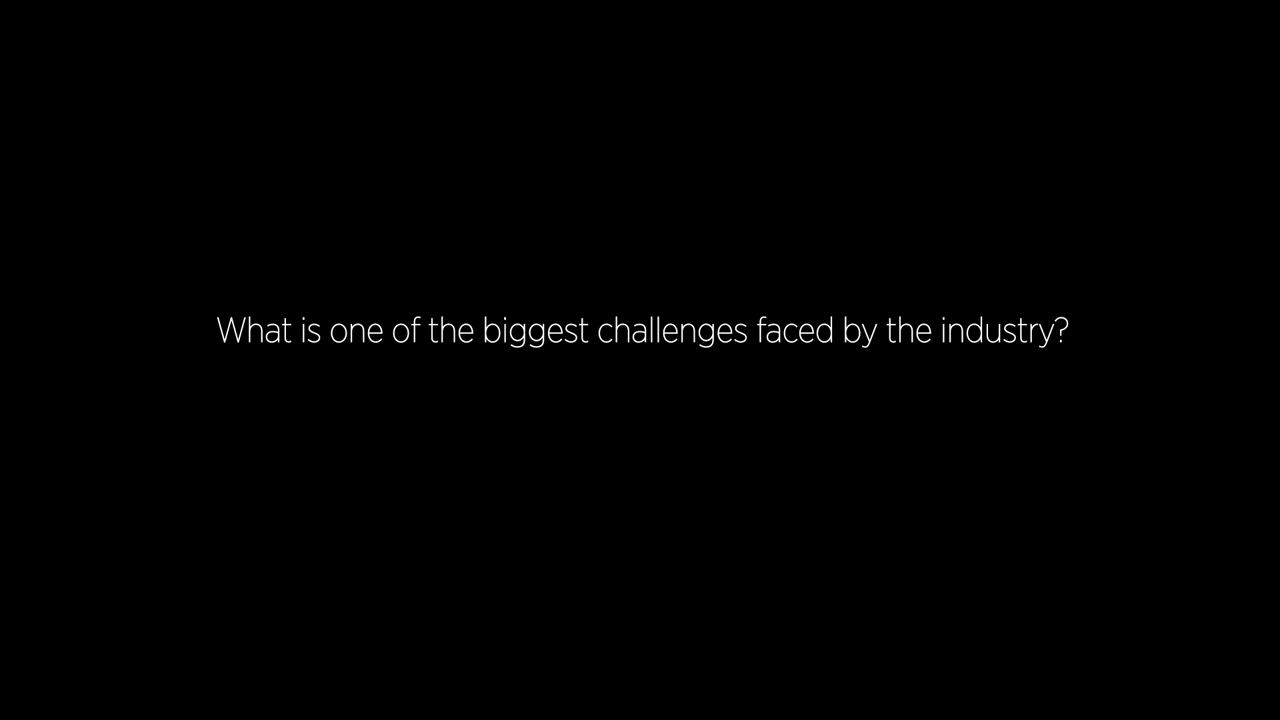 What is one of the biggest challenges faced by the industry?